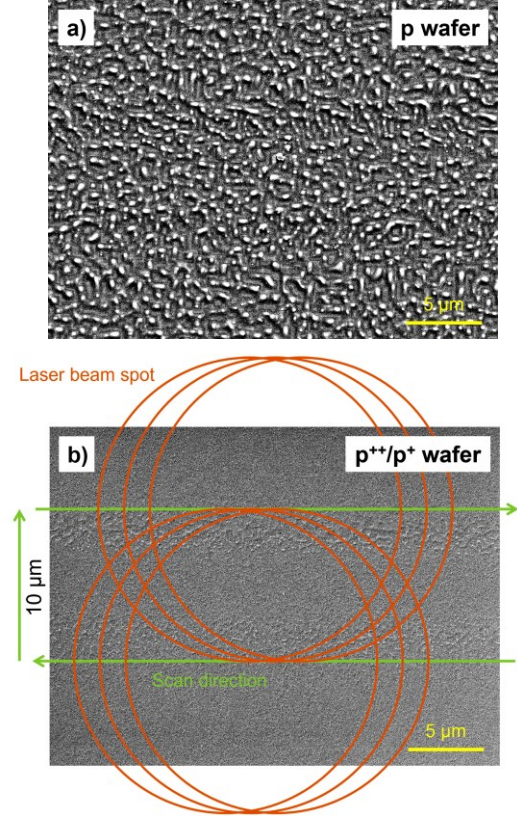 a)
p wafer
5 µm
Laser beam spot
b)
p⁺⁺/p⁺ wafer
10 µm
Scan direction
5 µm